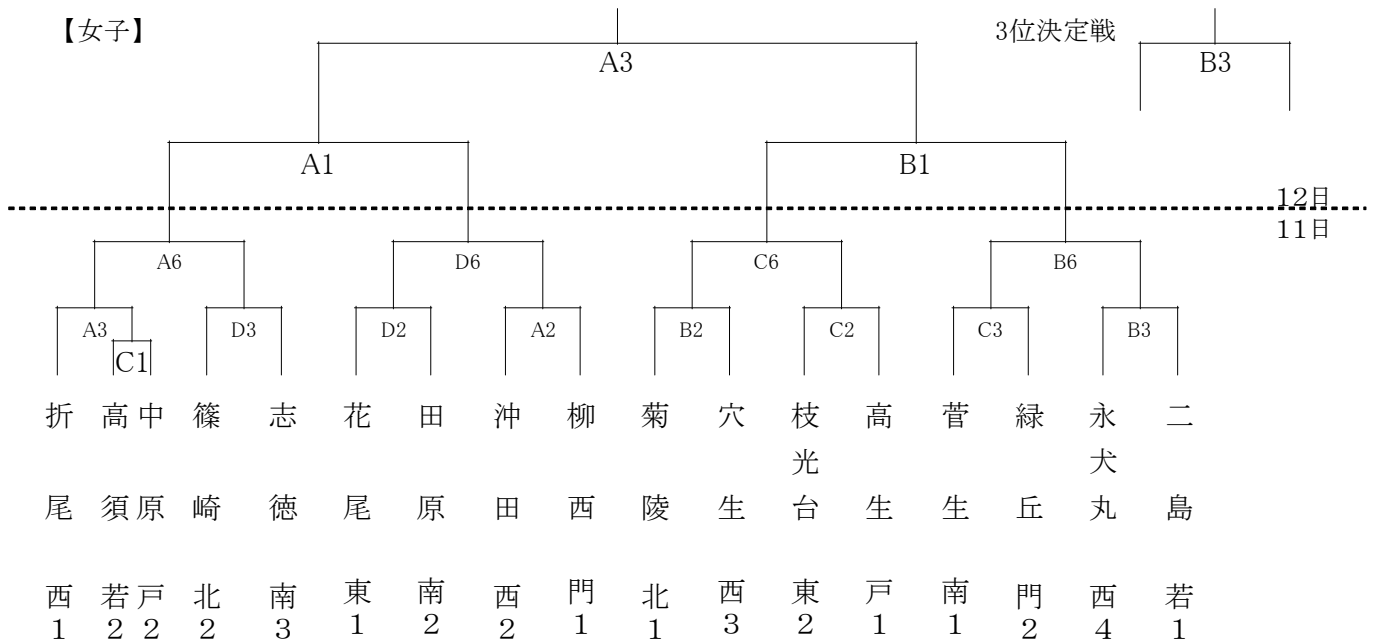 【女子】
3位決定戦
A3
B3
A1
B1
12日
11日
A6
D6
C6
B6
A3
D3
D2
A2
B2
C2
C3
B3
C1
折尾
高須
中原
篠崎
志徳
花尾
田原
沖田
柳西
菊陵
穴生
枝光台
高生
菅生
緑丘
永犬丸
二島
西1
若2
戸2
北2
南3
東1
南2
西2
門1
北1
西3
東2
戸1
南1
門2
西4
若1